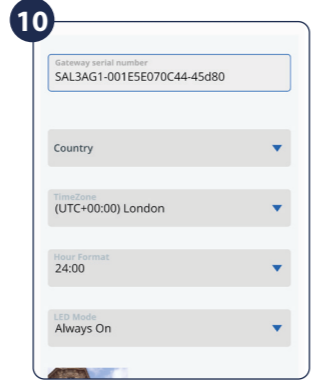 10
Gateway serial number
SAL3AG1-001E5E070C44-45d80
Country
TimeZone
(UTC+00:00) London
Hour Format
24:00
LED Mode
Always On